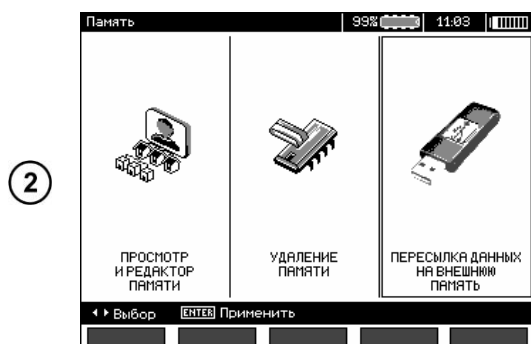 Память 99% 11:03
2
ПРОСМОТР
И РЕДАКТОР
ПАМЯТИ
УДАЛЕНИЕ
ПАМЯТИ
ПЕРЕСЫЛКА ДАННЫХ
НА ВНЕШНЮЮ
ПАМЯТЬ
Выбор ENTER Применить